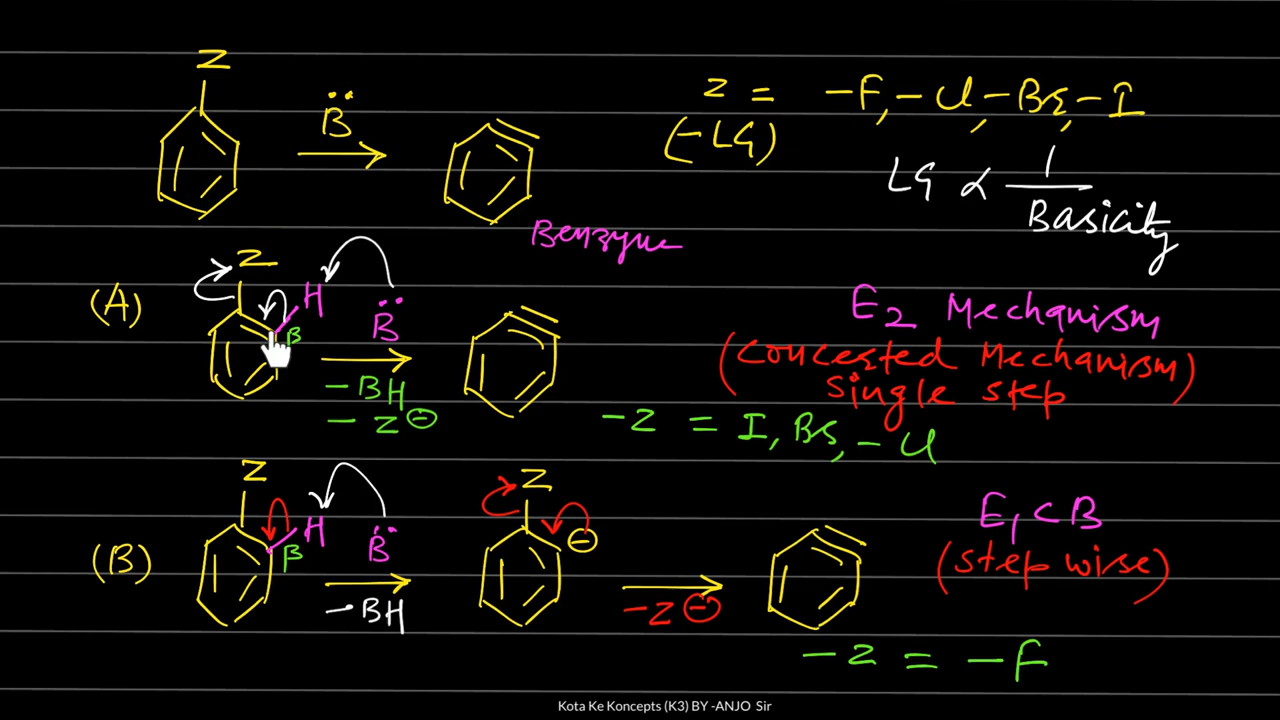 Z
B̈
Z = -F, -Cl, -Br, -I
(-LG)
LG ∝ 1/Basicity
Benzyne
(A)
Z
H
β
B̈
-BH
-Z⊖
E2 Mechanism
(Concerted Mechanism)
Single step
-Z = I, Br, -Cl
(B)
Z
H
β
B̈
-BH
Z
⊖
-Z⊖
E1CB
(step wise)
-Z = -F
Kota Ke Koncepts (K3) BY -ANJO Sir